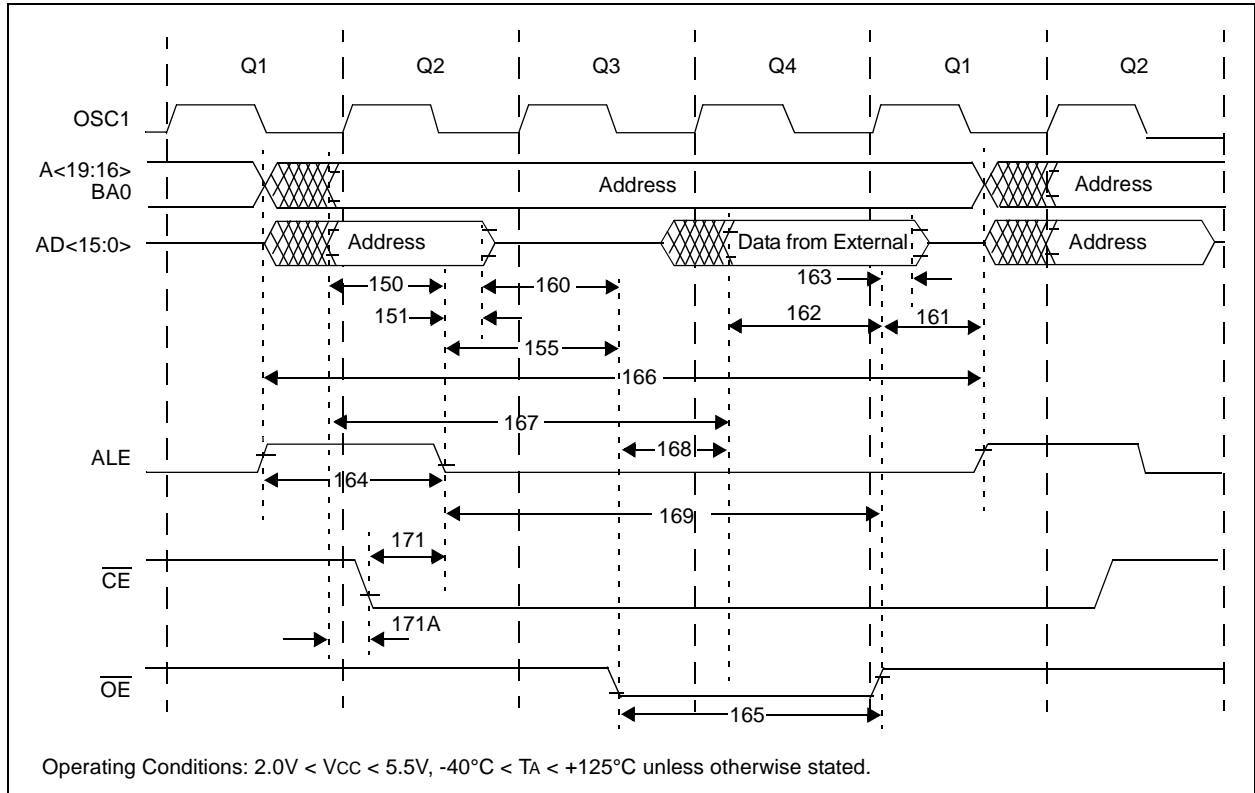 Q1 Q2 Q3 Q4 Q1 Q2
OSC1
A<19:16>
BA0
Address Address
AD<15:0>
Address Data from External Address
150 160 163
151 162 161
155
166
167
ALE
168
164
169
171
CE
171A
OE
165
Operating Conditions: 2.0V < VCC < 5.5V, -40°C < TA < +125°C unless otherwise stated.